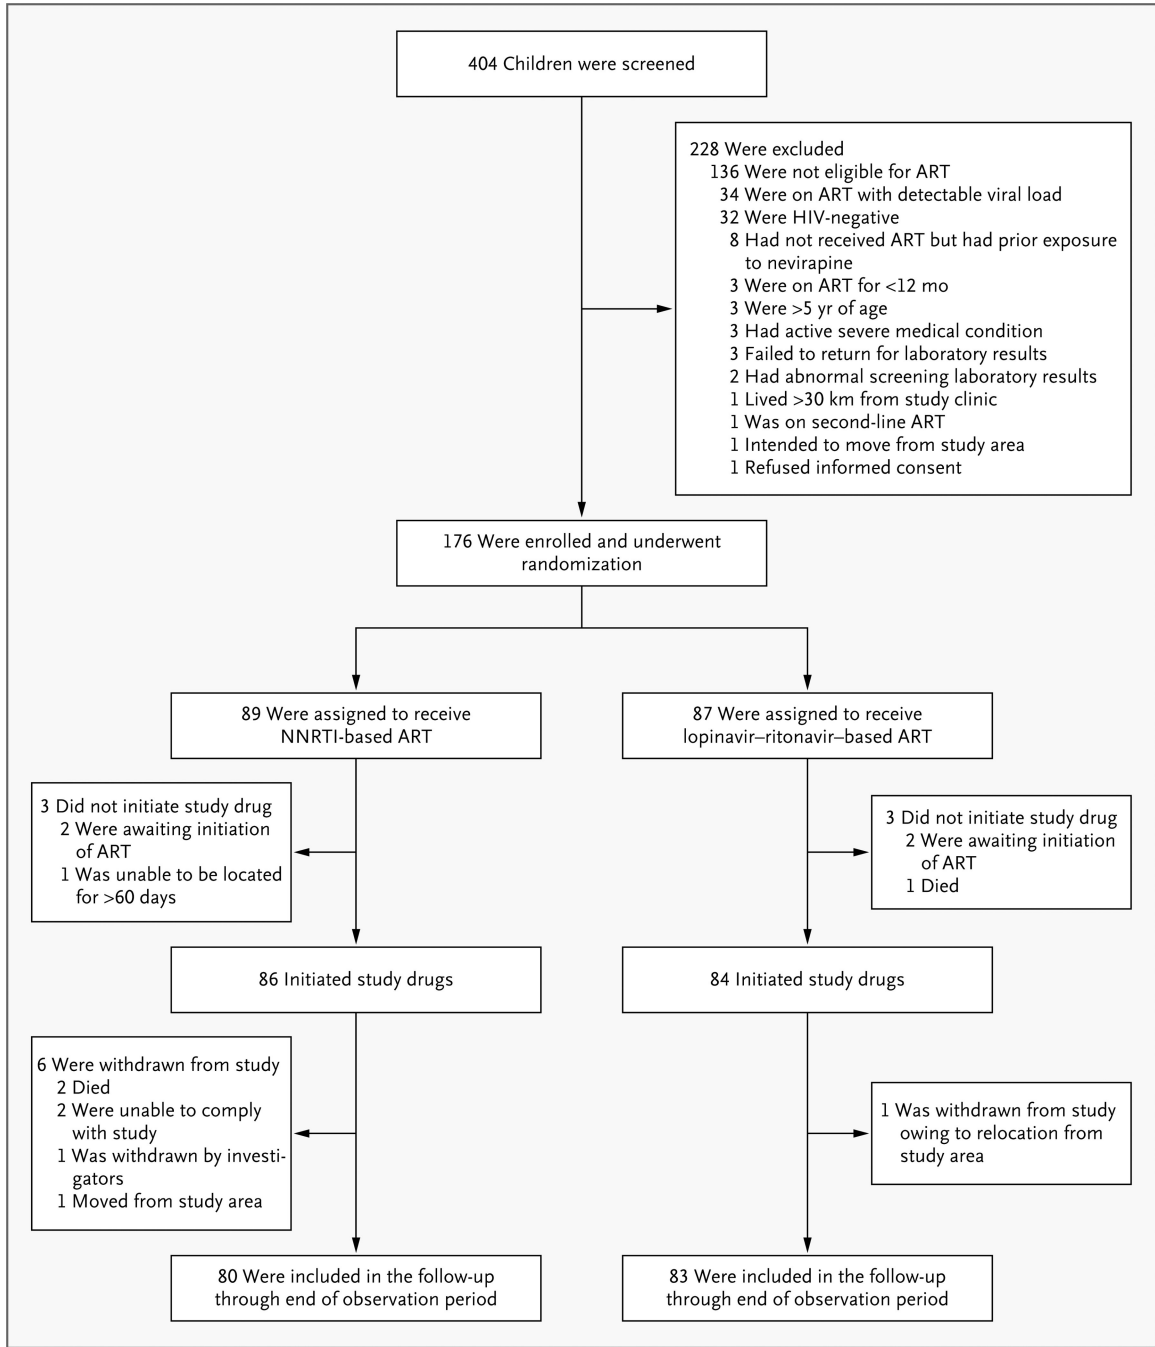 404 Children were screened
228 Were excluded
136 Were not eligible for ART
34 Were on ART with detectable viral load
32 Were HIV-negative
8 Had not received ART but had prior exposure
to nevirapine
3 Were on ART for <12 mo
3 Were >5 yr of age
3 Had active severe medical condition
3 Failed to return for laboratory results
2 Had abnormal screening laboratory results
1 Lived >30 km from study clinic
1 Was on second-line ART
1 Intended to move from study area
1 Refused informed consent
176 Were enrolled and underwent
randomization
89 Were assigned to receive
NNRTI-based ART
87 Were assigned to receive
lopinavir–ritonavir–based ART
3 Did not initiate study drug
2 Were awaiting initiation
of ART
1 Was unable to be located
for >60 days
3 Did not initiate study drug
2 Were awaiting initiation
of ART
1 Died
86 Initiated study drugs
84 Initiated study drugs
6 Were withdrawn from study
2 Died
2 Were unable to comply
with study
1 Was withdrawn by investi-
gators
1 Moved from study area
1 Was withdrawn from study
owing to relocation from
study area
80 Were included in the follow-up
through end of observation period
83 Were included in the follow-up
through end of observation period